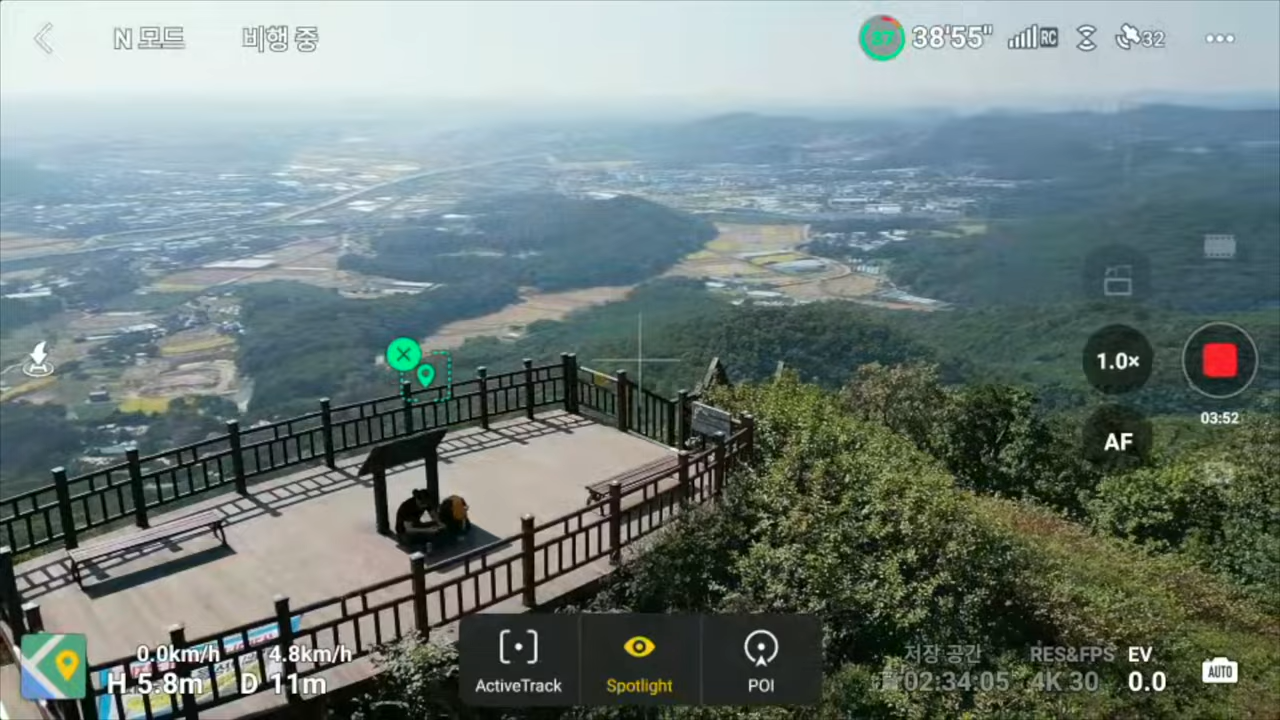 N 모드
비행 중
37
38'55"
RC
32
1.0×
03:52
AF
0.0km/h
4.8km/h
H 5.8m
D 11m
ActiveTrack
Spotlight
POI
저장 공간
02:34:05
RES&FPS
4K 30
EV
0.0
AUTO